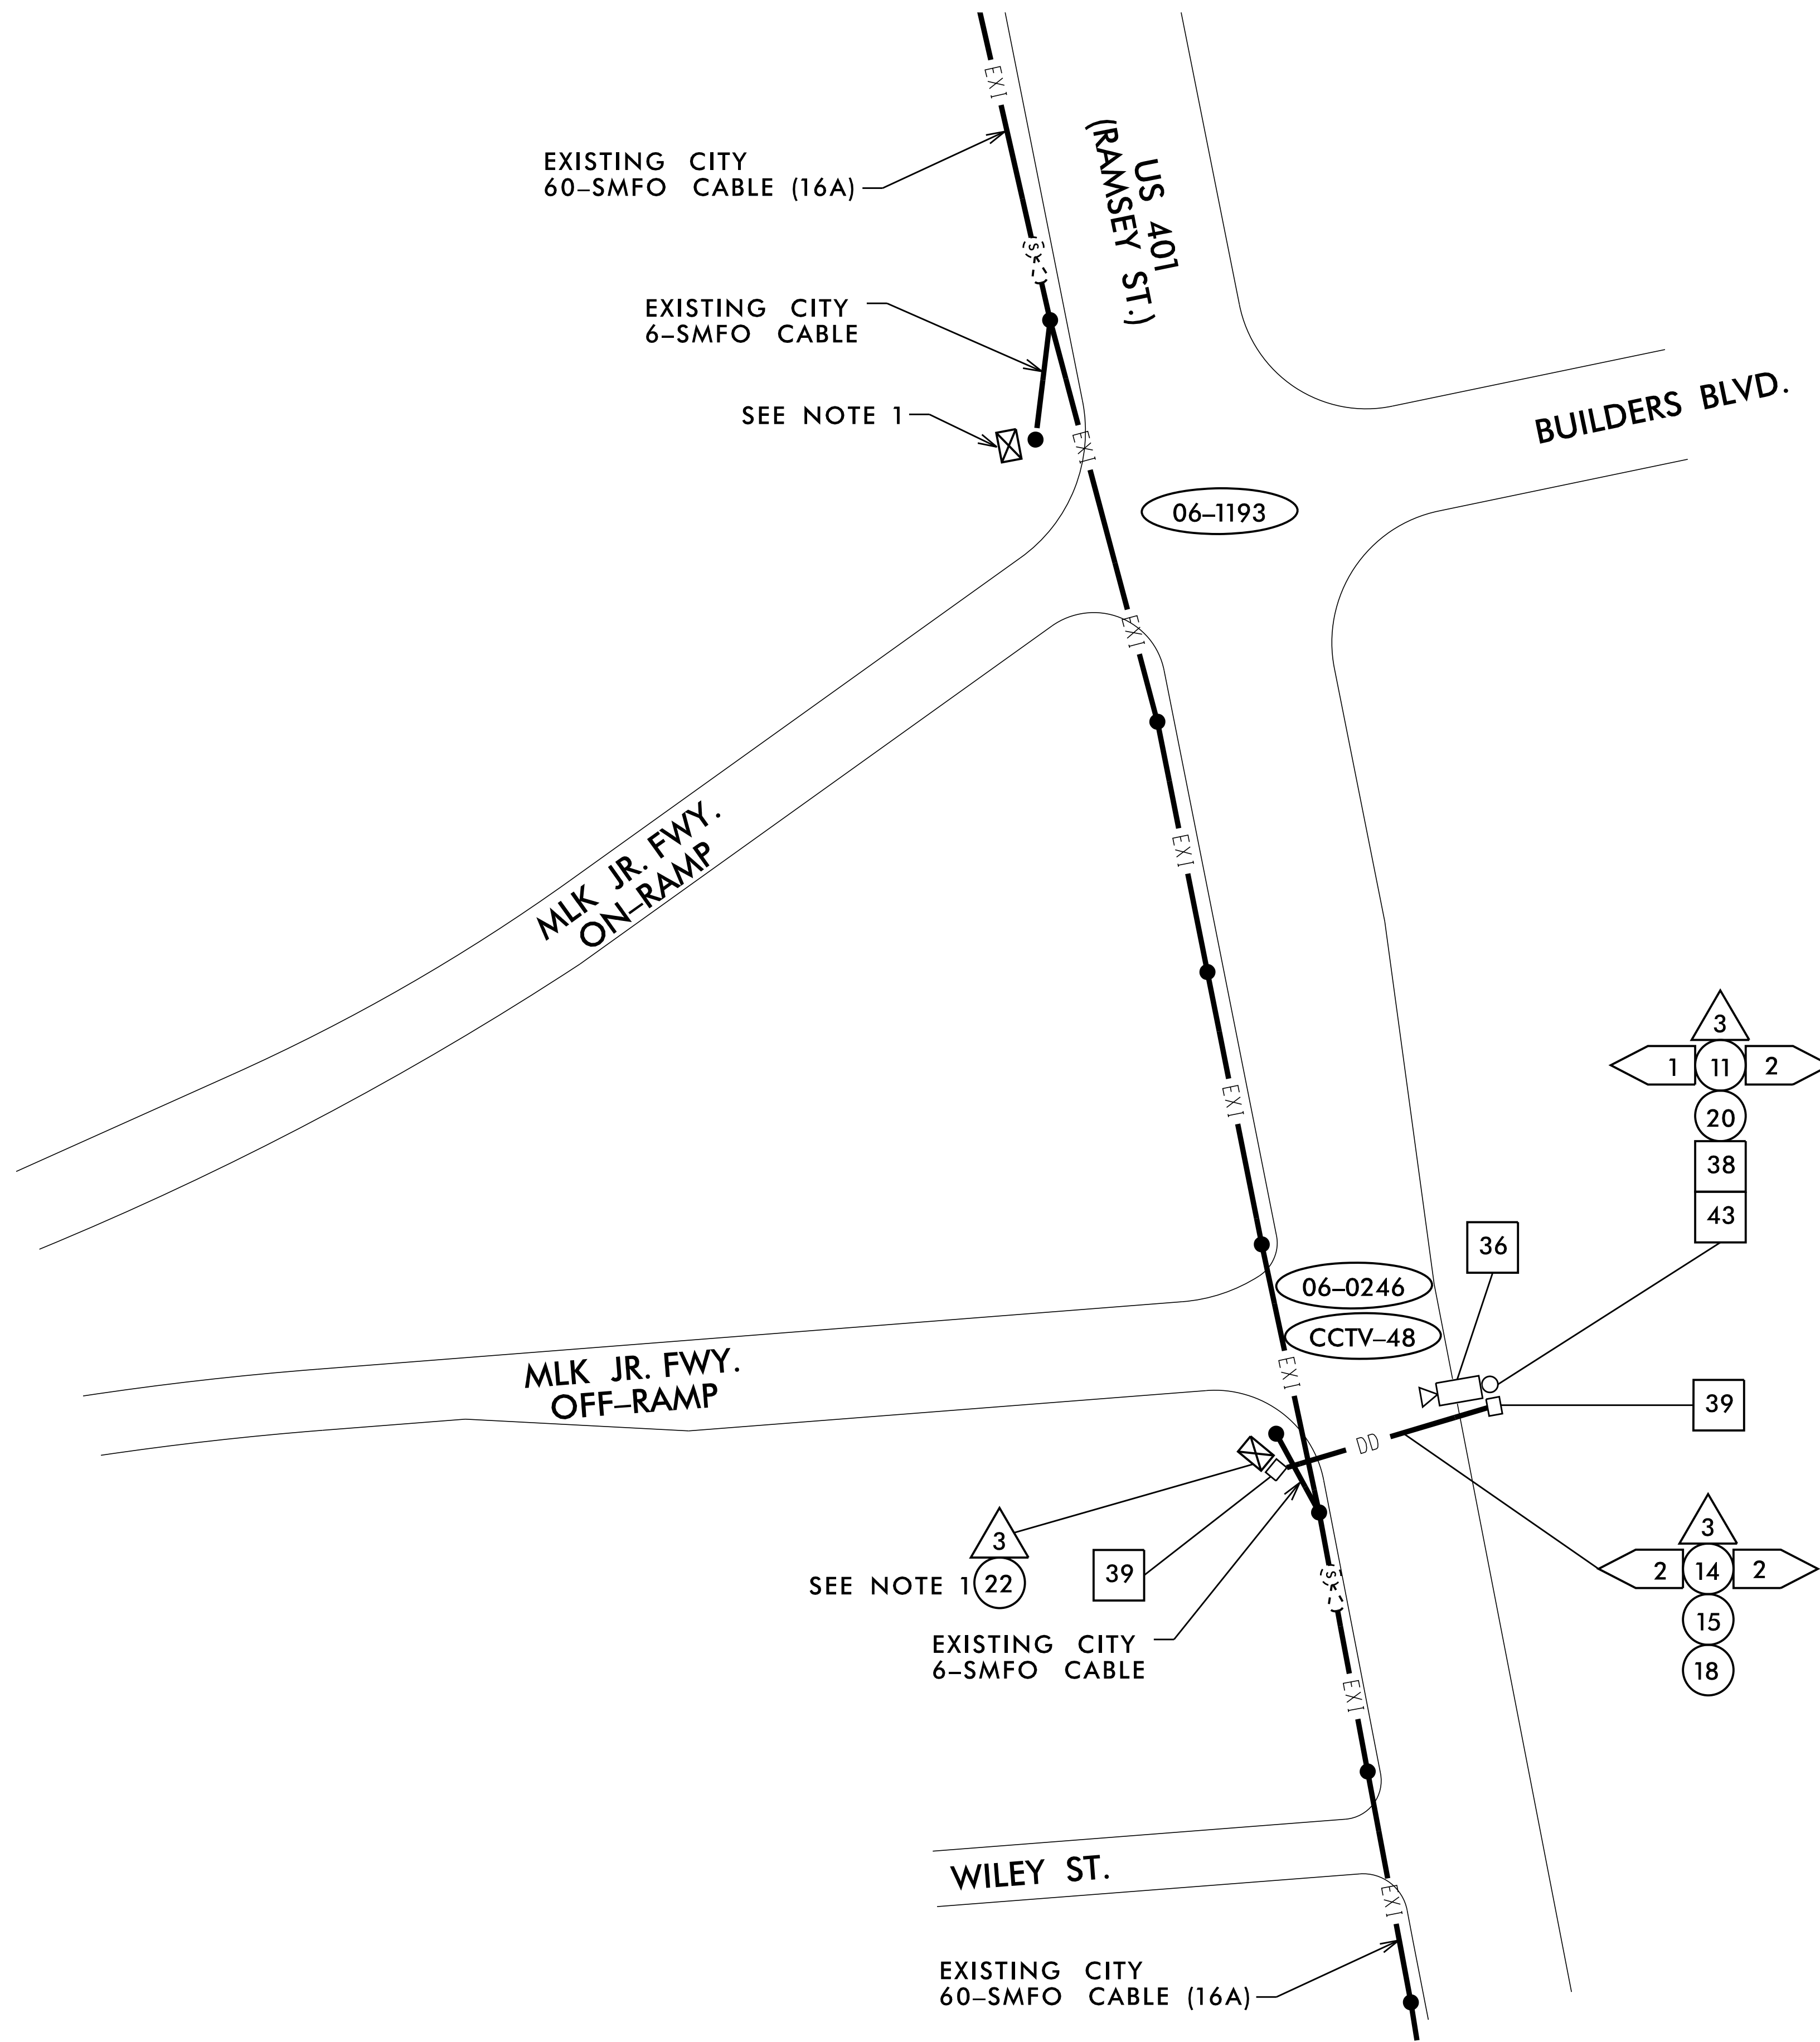 EXI
EXISTING CITY
60–SMFO CABLE (16A)
US 401
(RAMSEY ST.)
S
EXISTING CITY
6–SMFO CABLE
SEE NOTE 1
BUILDERS BLVD.
EXI
06–1193
EXI
MLK JR. FWY.
ON–RAMP
EXI
3
1 11 2
20
38
43
EXI
36
06–0246
CCTV–48
MLK JR. FWY.
OFF–RAMP
EXI
39
DD
3
SEE NOTE 1 22
39
3
2 14 2
15
18
S
EXISTING CITY
6–SMFO CABLE
EXI
WILEY ST.
EXI
EXISTING CITY
60–SMFO CABLE (16A)